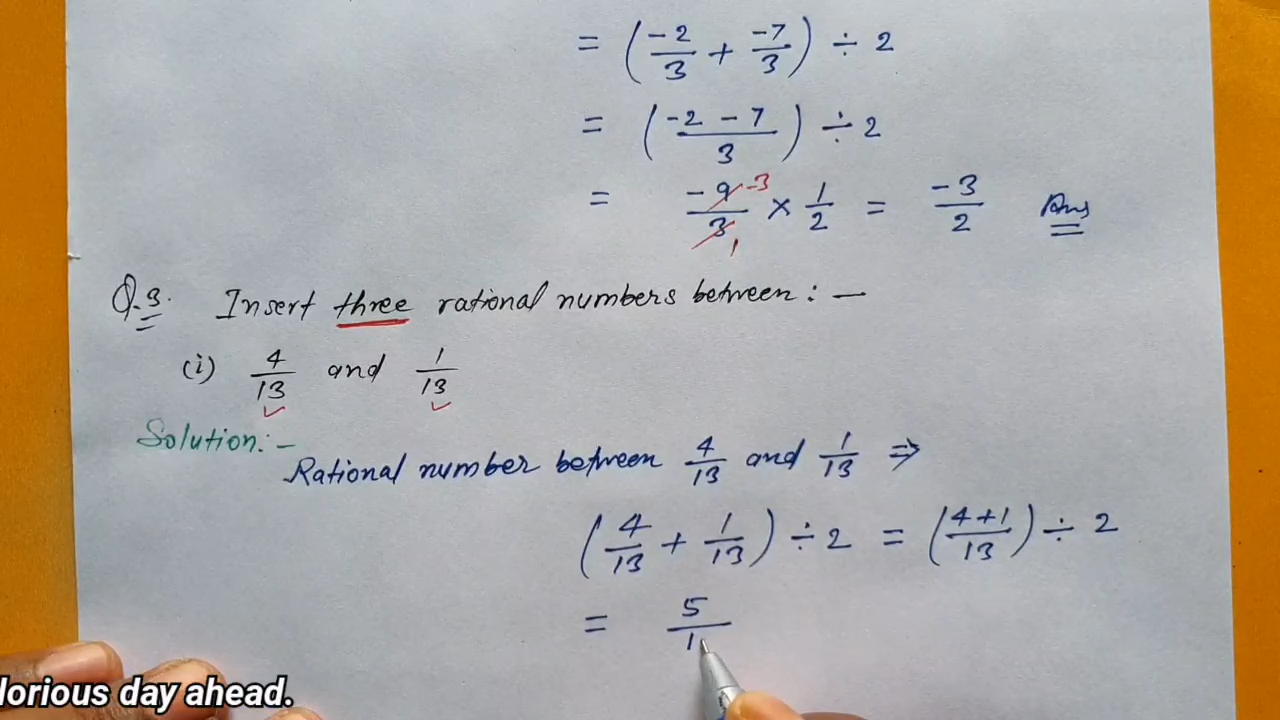 = (-2/3 + -7/3) ÷ 2
= (-2 - 7/3) ÷ 2
= -9/3 -3 1 × 1/2 = -3/2 Ans
Q.3. Insert three rational numbers between : —
(i) 4/13 and 1/13
Solution:-
Rational number between 4/13 and 1/13 ⇒
(4/13 + 1/13) ÷ 2 = (4+1/13) ÷ 2
= 5/1
lorious day ahead.